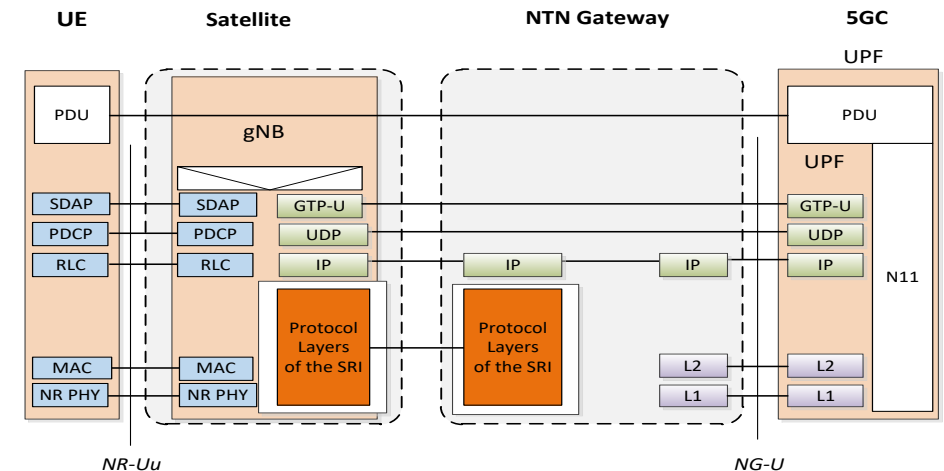 UE Satellite NTN Gateway 5GC
UPF
PDU PDU
gNB
UPF
SDAP SDAP GTP-U GTP-U
PDCP PDCP UDP UDP
RLC RLC IP IP IP IP
N11
Protocol Protocol
Layers Layers
of the SRI of the SRI
MAC MAC L2 L2
NR PHY NR PHY L1 L1
NR-Uu NG-U